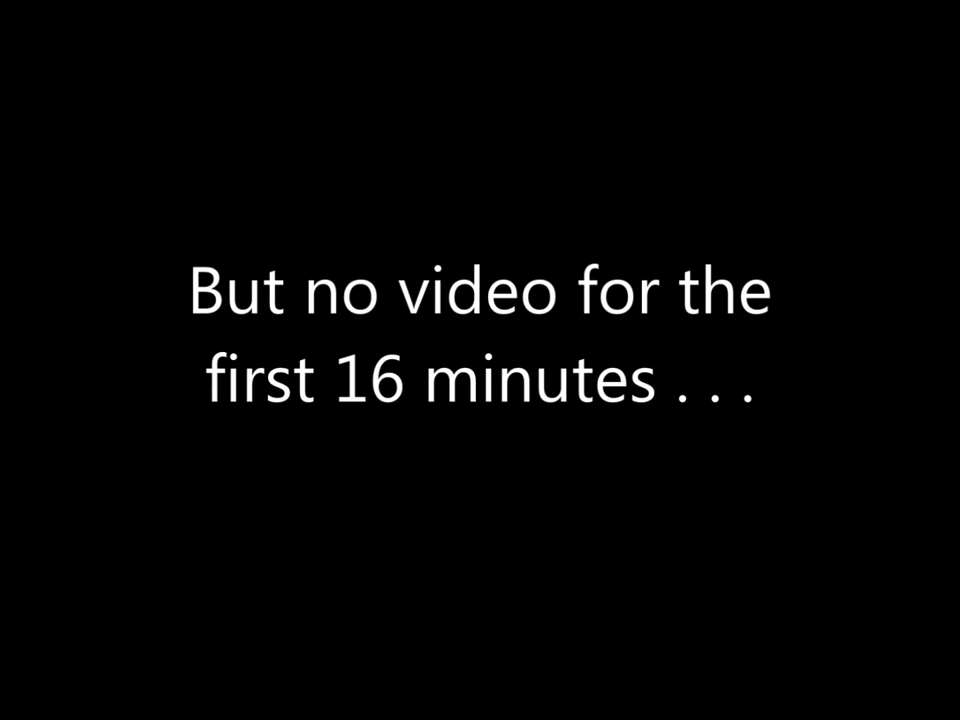 But no video for the
first 16 minutes . . .